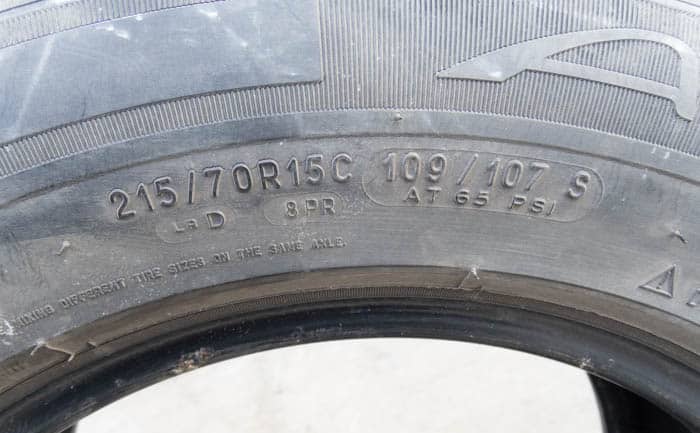 215/70R15C 109/107 S
LR D 8PR AT 65 PSI
MIXING DIFFERENT TIRE SIZES ON THE SAME AXLE.
A